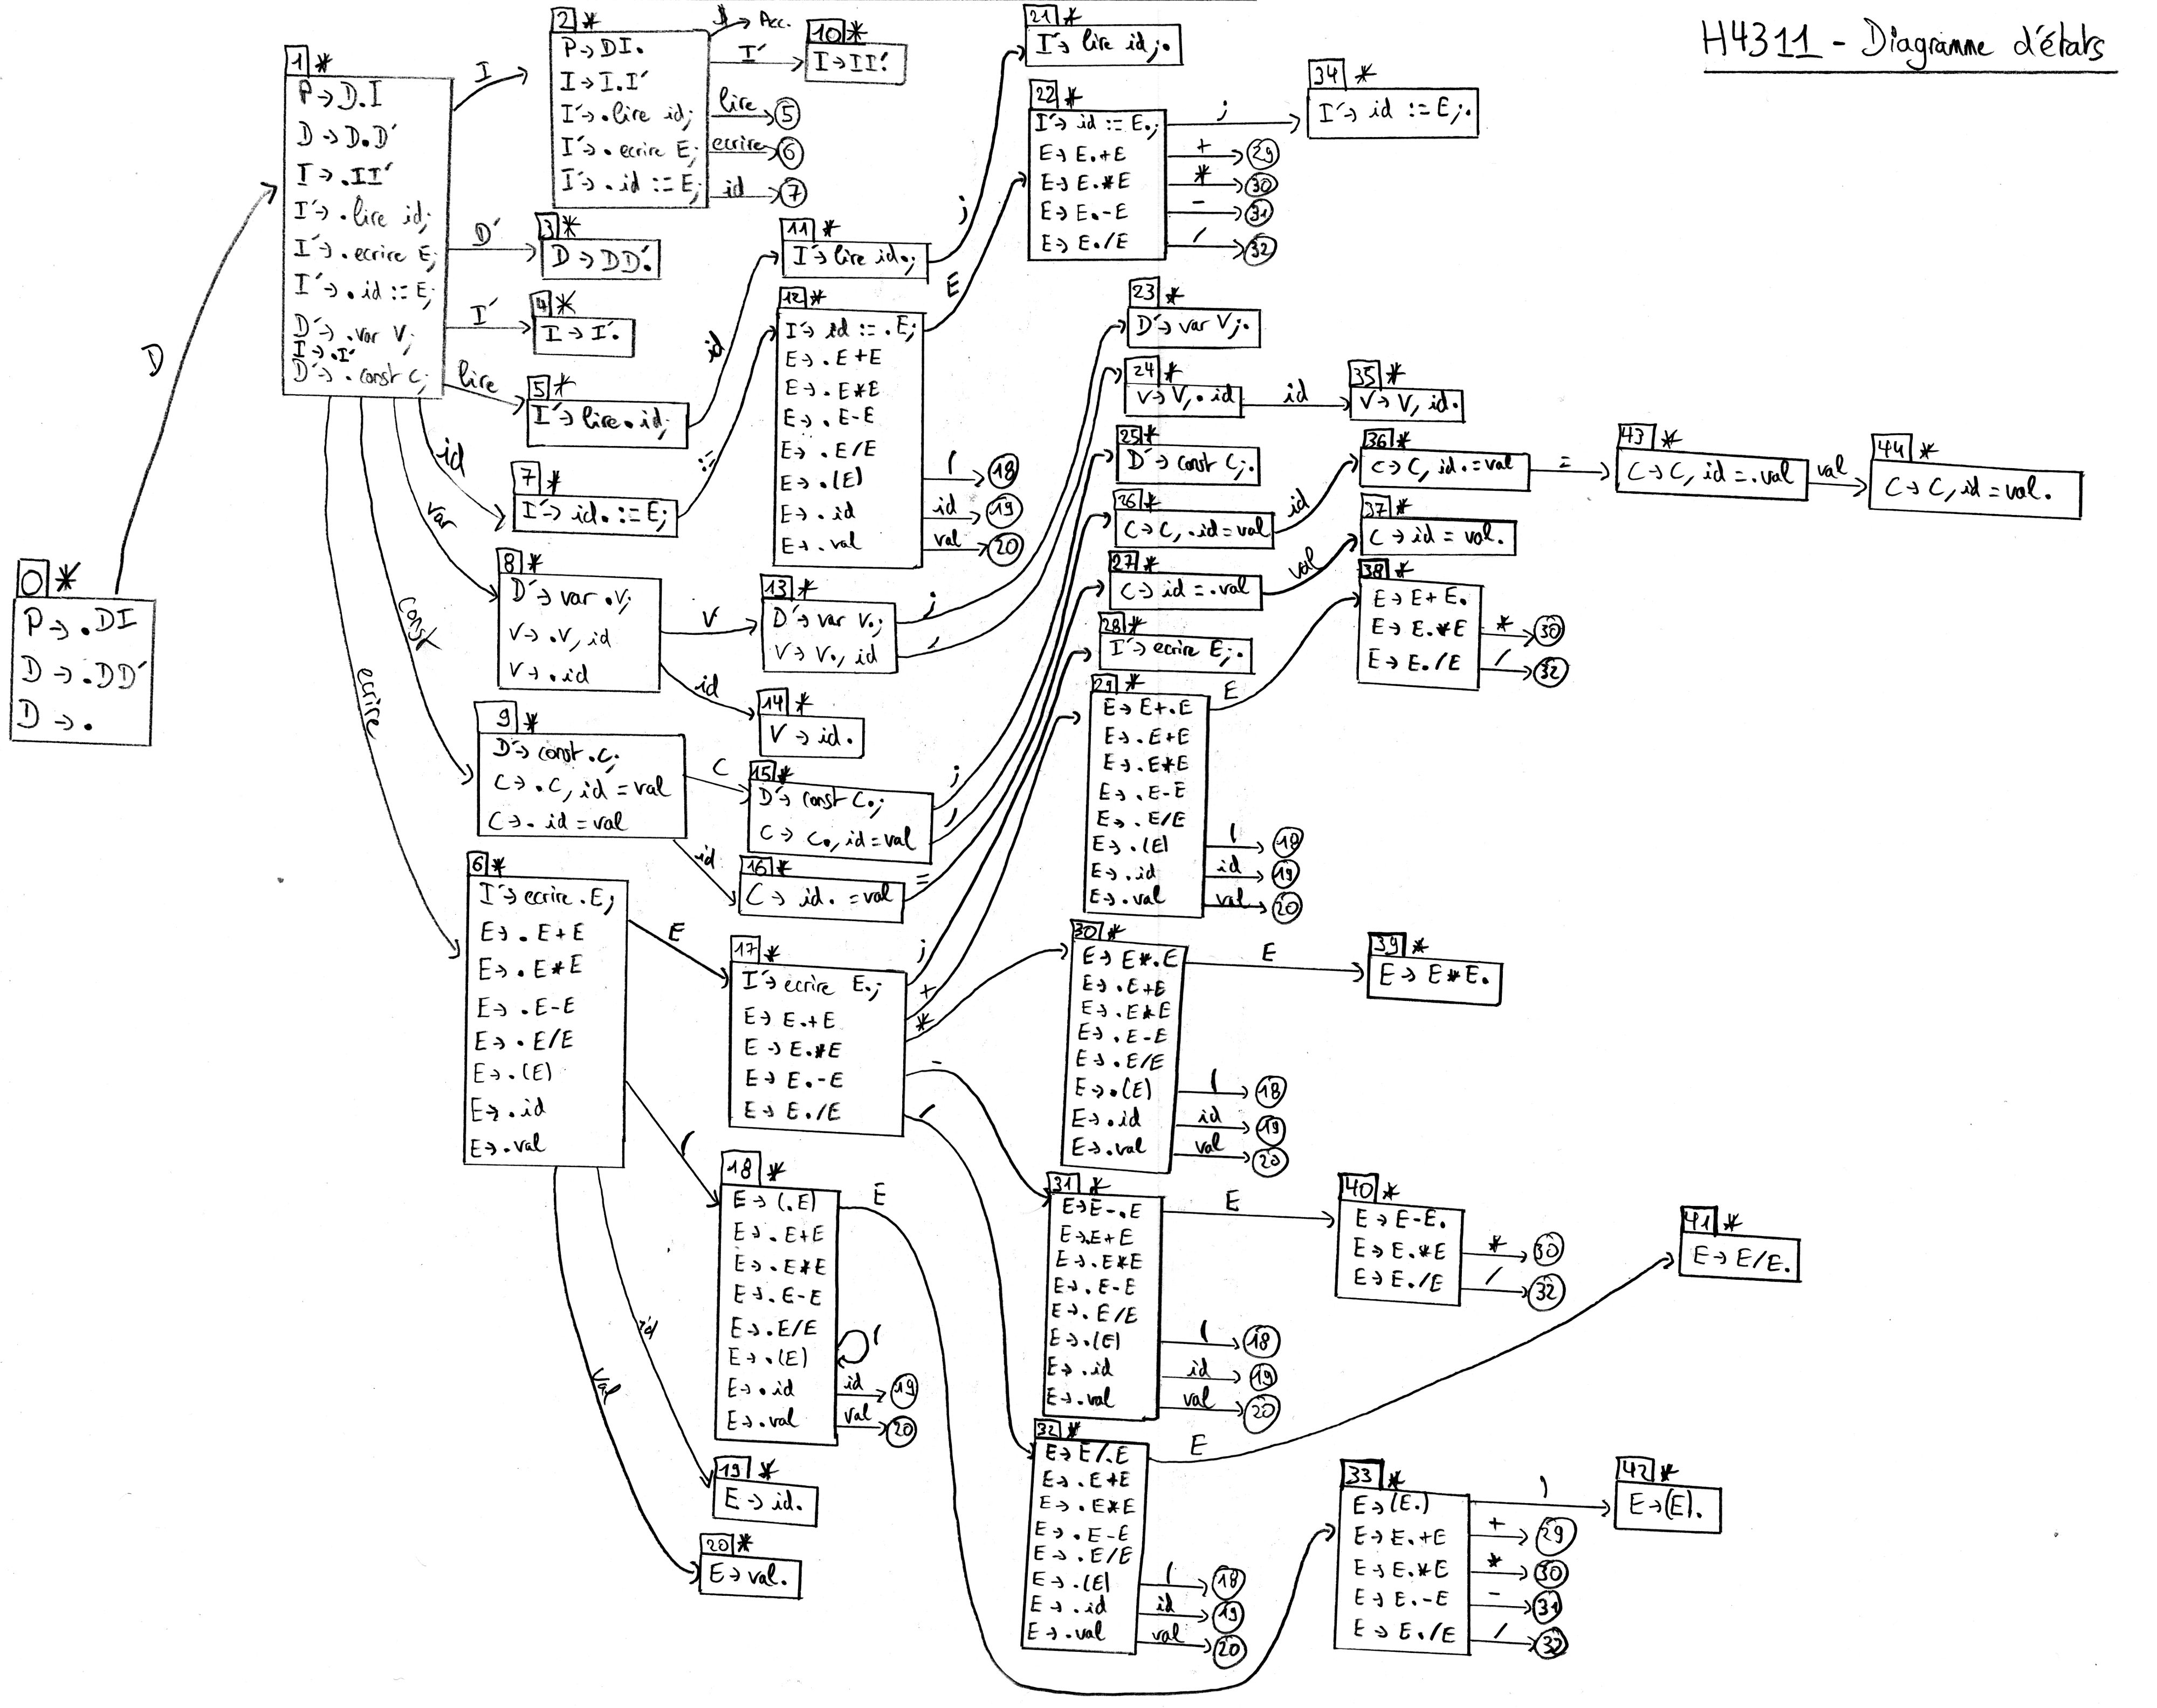 H4311 - Diagramme d'états
0 *
P → .DI
D → .DD'
D → .
D
1 *
P → D.I
D → D.D'
I → .II'
I' → .lire id;
I' → .ecrire E;
I' → .id := E;
D' → .var V;
I → .I'
D' → .const C;
I
D'
I'
lire
id
var
const
ecrire
2 *
P → DI.
I → I.I'
I' → .lire id;
I' → .ecrire E;
I' → .id := E;
$ → Acc.
I'
lire 5
ecrire 6
id 7
3 *
D → DD'.
4 *
I → I'.
5 *
I' → lire.id;
id
7 *
I' → id. := E;
:=
8 *
D' → var .V;
V → .V, id
V → .id
V
id
9 *
D' → const .C;
C → .C, id = val
C → . id = val
C
id
6 *
I' → ecrire .E;
E → . E + E
E → . E * E
E → . E - E
E → . E / E
E → .(E)
E → .id
E → .val
E
(
id
val
10 *
I → II'.
11 *
I' → lire id.;
;
12 *
I' → id := .E;
E → . E + E
E → . E * E
E → . E - E
E → . E / E
E → .(E)
E → . id
E → . val
E
( 18
id 19
val 20
13 *
D' → var V.;
V → V., id
;
,
14 *
V → id.
15 *
D' → const C.;
C → C., id = val
;
,
16 *
C → id. = val
=
17 *
I' → ecrire E.;
E → E.+E
E → E.*E
E → E.-E
E → E./E
;
+
*
-
/
18 *
E → (.E)
E → . E+E
E → . E*E
E → . E-E
E → . E/E
E → .(E)
E → .id
E → .val
E
(
id 19
val 20
19 *
E → id.
20 *
E → val.
21 *
I' → lire id;.
22 *
I' → id := E.;
E → E.+E
E → E.*E
E → E.-E
E → E./E
;
+ 29
* 30
- 31
/ 32
23 *
D' → var V;.
24 *
V → V,.id
id
25 *
D' → const C;.
26 *
C → C, .id = val
id
27 *
C → id = .val
val
28 *
I' → ecrire E;.
29 *
E → E+.E
E → . E+E
E → . E*E
E → . E-E
E → . E/E
E → .(E)
E → .id
E → .val
E
( 18
id 19
val 20
30 *
E → E*.E
E → .E+E
E → .E*E
E → .E-E
E → .E/E
E → .(E)
E → .id
E → .val
E
( 18
id 19
val 20
31 *
E → E-.E
E → .E+E
E → .E*E
E → .E-E
E → .E/E
E → .(E)
E → .id
E → .val
E
( 18
id 19
val 20
32 *
E → E/.E
E → .E+E
E → .E*E
E → .E-E
E → .E/E
E → .(E)
E → .id
E → .val
E
( 18
id 19
val 20
33 *
E → (E.)
E → E.+E
E → E.*E
E → E.-E
E → E./E
)
+ 29
* 30
- 31
/ 32
34 *
I' → id := E;.
35 *
V → V, id.
36 *
C → C, id. = val
=
37 *
C → id = val.
38 *
E → E+E.
E → E.*E
E → E./E
* 30
/ 32
39 *
E → E*E.
40 *
E → E-E.
E → E.*E
E → E./E
* 30
/ 32
41 *
E → E/E.
42 *
E → (E).
43 *
C → C, id = .val
val
44 *
C → C, id = val.